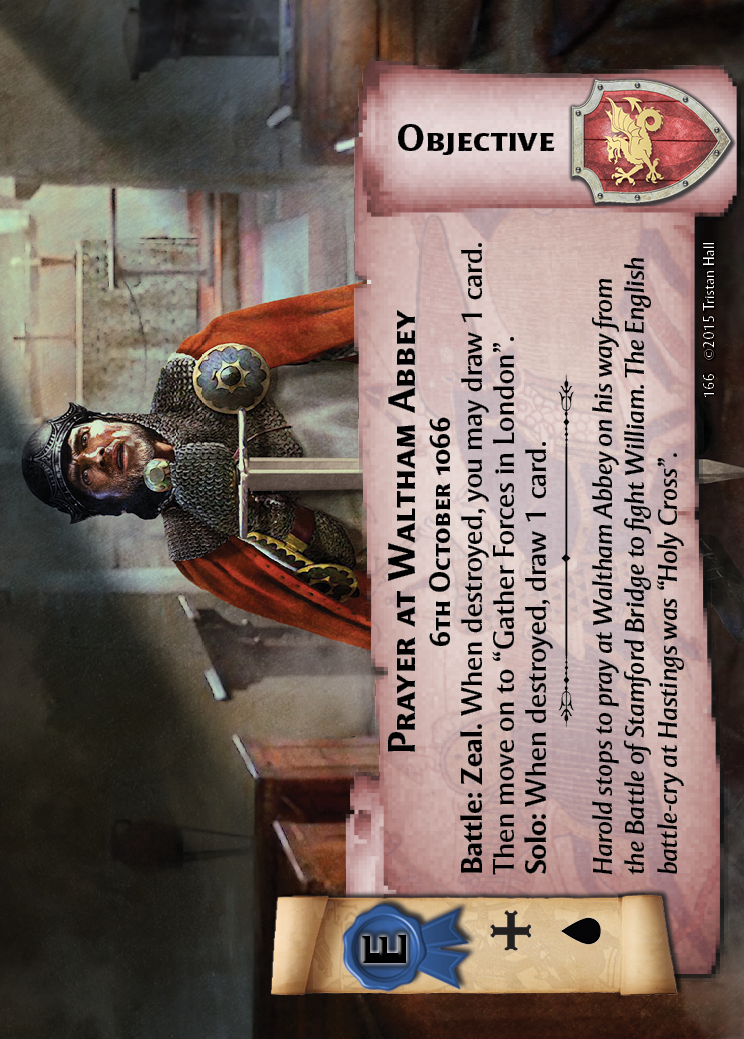 OBJECTIVE
PRAYER AT WALTHAM ABBEY
6TH OCTOBER 1066
Battle: Zeal. When destroyed, you may draw 1 card.
Then move on to “Gather Forces in London”.
Solo: When destroyed, draw 1 card.
Harold stops to pray at Waltham Abbey on his way from
the Battle of Stamford Bridge to fight William. The English
battle-cry at Hastings was “Holy Cross”.
E
166 ©2015 Tristan Hall